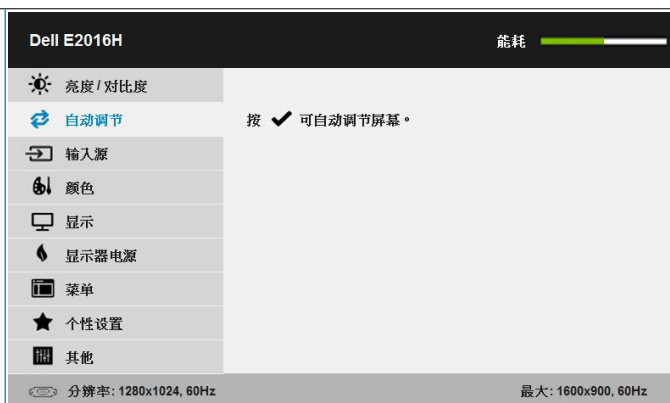 Dell E2016H 能耗
亮度/对比度
自动调节 按 ✔ 可自动调节屏幕。
输入源
颜色
显示
显示器电源
菜单
个性设置
其他
分辨率: 1280x1024, 60Hz 最大: 1600x900, 60Hz